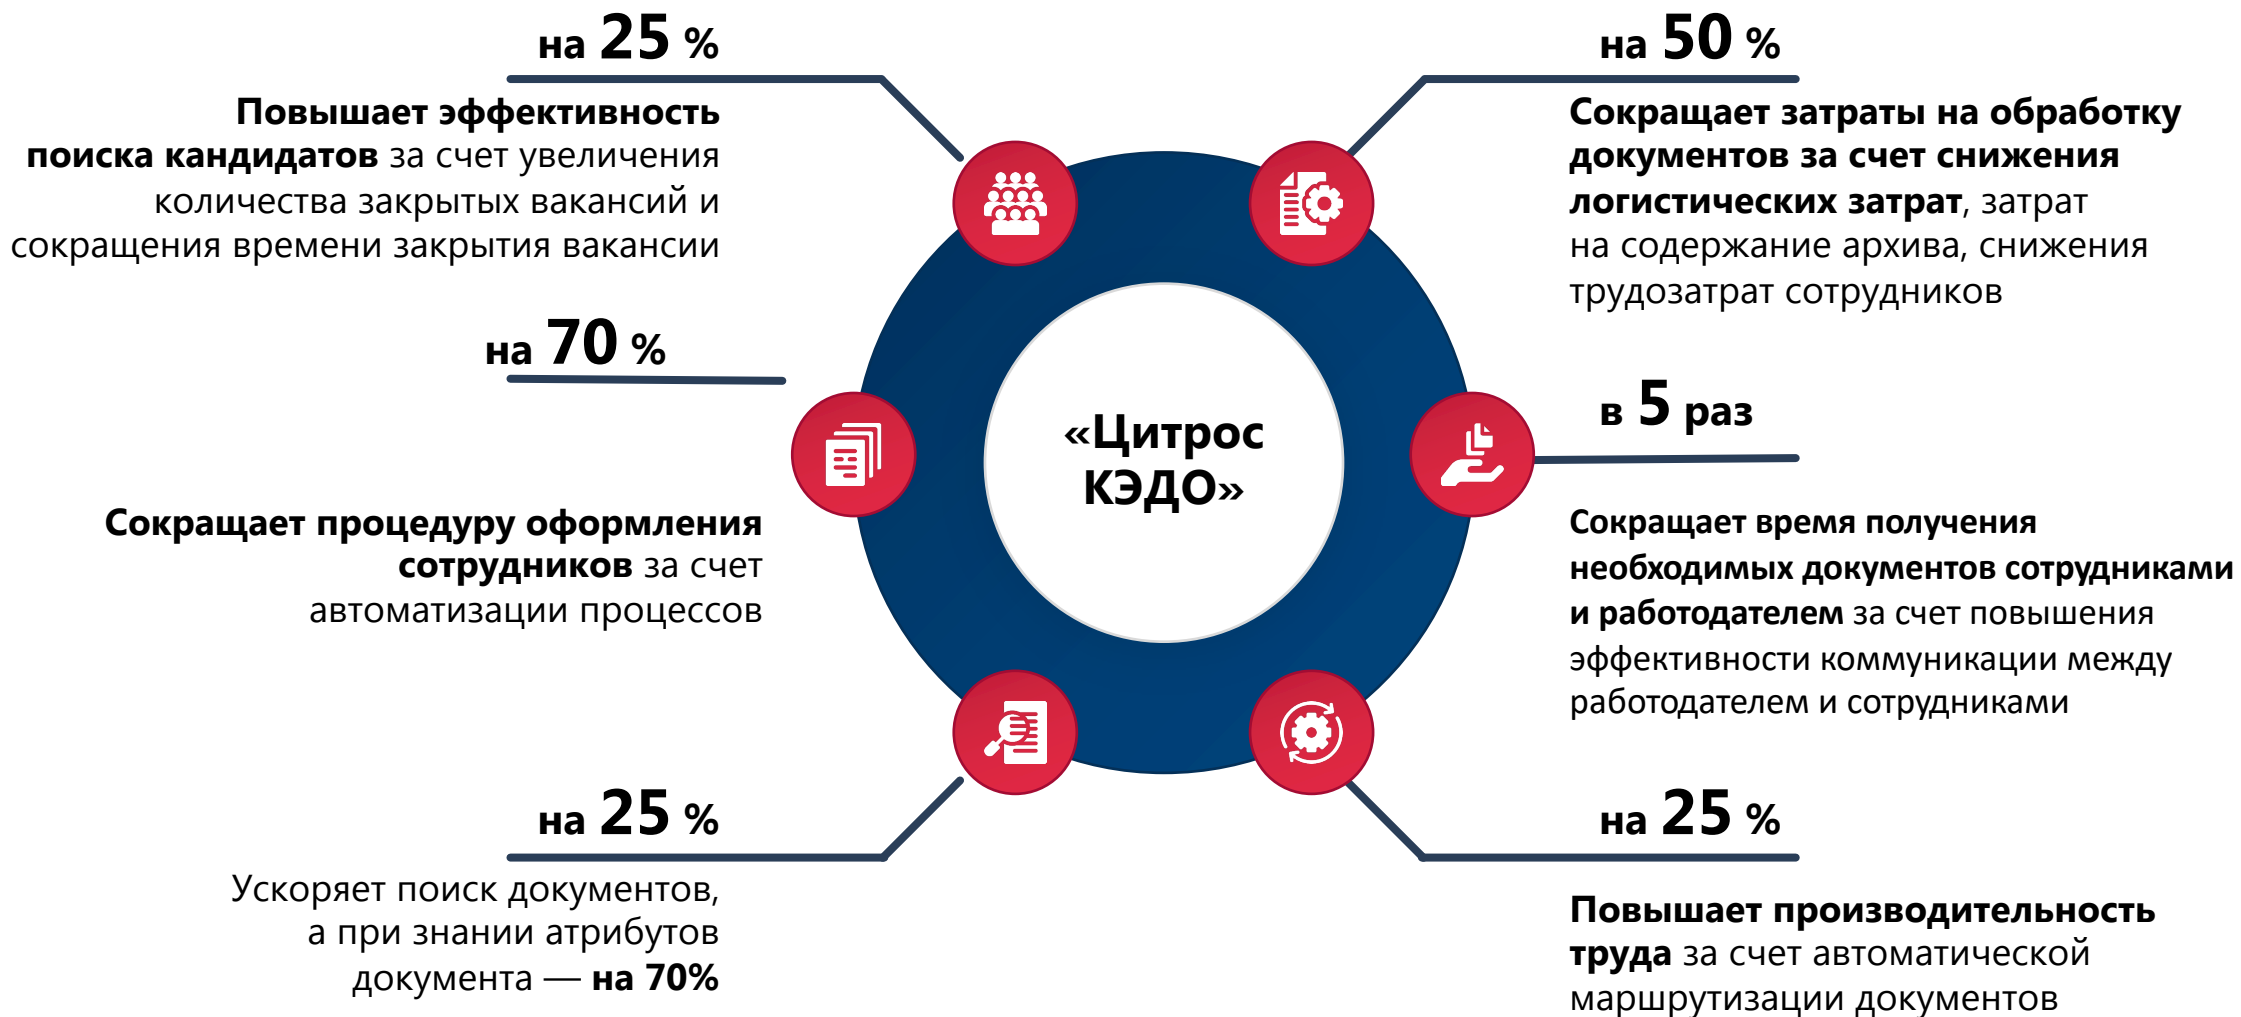 на 25 %
Повышает эффективность
поиска кандидатов за счет увеличения
количества закрытых вакансий и
сокращения времени закрытия вакансии
на 70 %
Сокращает процедуру оформления
сотрудников за счет
автоматизации процессов
на 25 %
Ускоряет поиск документов,
а при знании атрибутов
документа — на 70%
«Цитрос
КЭДО»
на 50 %
Сокращает затраты на обработку
документов за счет снижения
логистических затрат, затрат
на содержание архива, снижения
трудозатрат сотрудников
в 5 раз
Сокращает время получения
необходимых документов сотрудниками
и работодателем за счет повышения
эффективности коммуникации между
работодателем и сотрудниками
на 25 %
Повышает производительность
труда за счет автоматической
маршрутизации документов